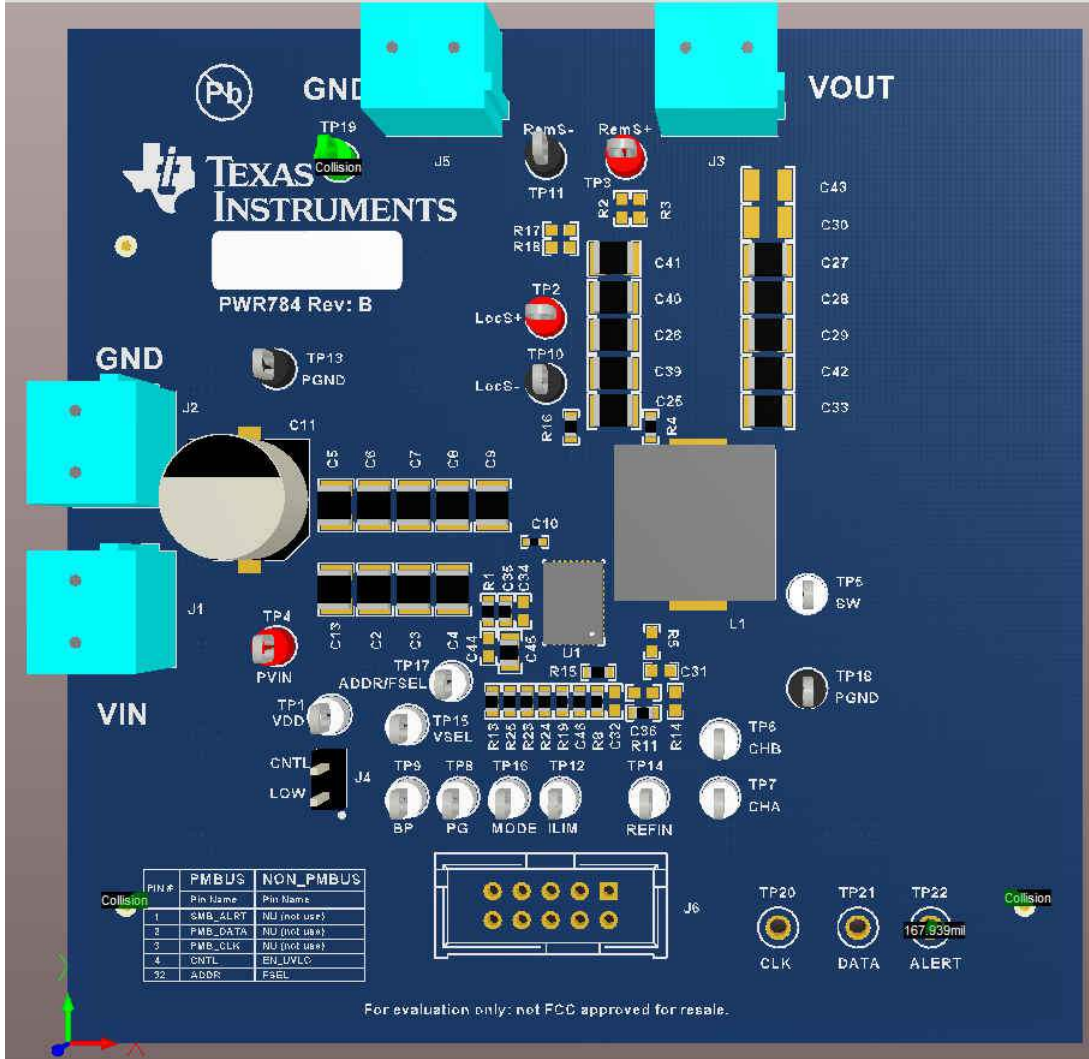 Pb
GND
VOUT
TP19
Collision
J5
RemS-
RemS+
J3
TEXAS
INSTRUMENTS
TP11
TP3
R2
R3
C43
C30
R17
R18
C41
C27
PWR784 Rev: B
TP2
LocS+
C40
C28
C26
C29
GND
TP13
PGND
TP10
LocS-
C39
C42
C25
C33
J2
C11
R16
R4
C5
C6
C7
C8
C9
C10
J1
R1
C35
C34
TP5
SW
L1
TP4
PVIN
C13
C2
C3
C4
C44
C45
U1
R5
R15
C31
TP17
ADDR/FSEL
TP18
PGND
VIN
TP1
VDD
TP15
VSEL
R13
R25
R23
R24
R19
C46
R8
C32
C36
R11
R14
TP6
CHB
CNTL
LOW
J4
TP9
TP8
TP16
TP12
TP14
TP7
CHA
BP
PG
MODE
ILIM
REFIN
PIN # PMBUS NON_PMBUS
Pin Name Pin Name
1 SMB_ALRT NU (not use)
2 PMB_DATA NU (not use)
3 PMB_CLK NU (not use)
4 CNTL EN_UVLO
32 ADDR FSEL
Collision
J6
TP20
TP21
TP22
Collision
167.939mil
CLK
DATA
ALERT
For evaluation only; not FCC approved for resale.